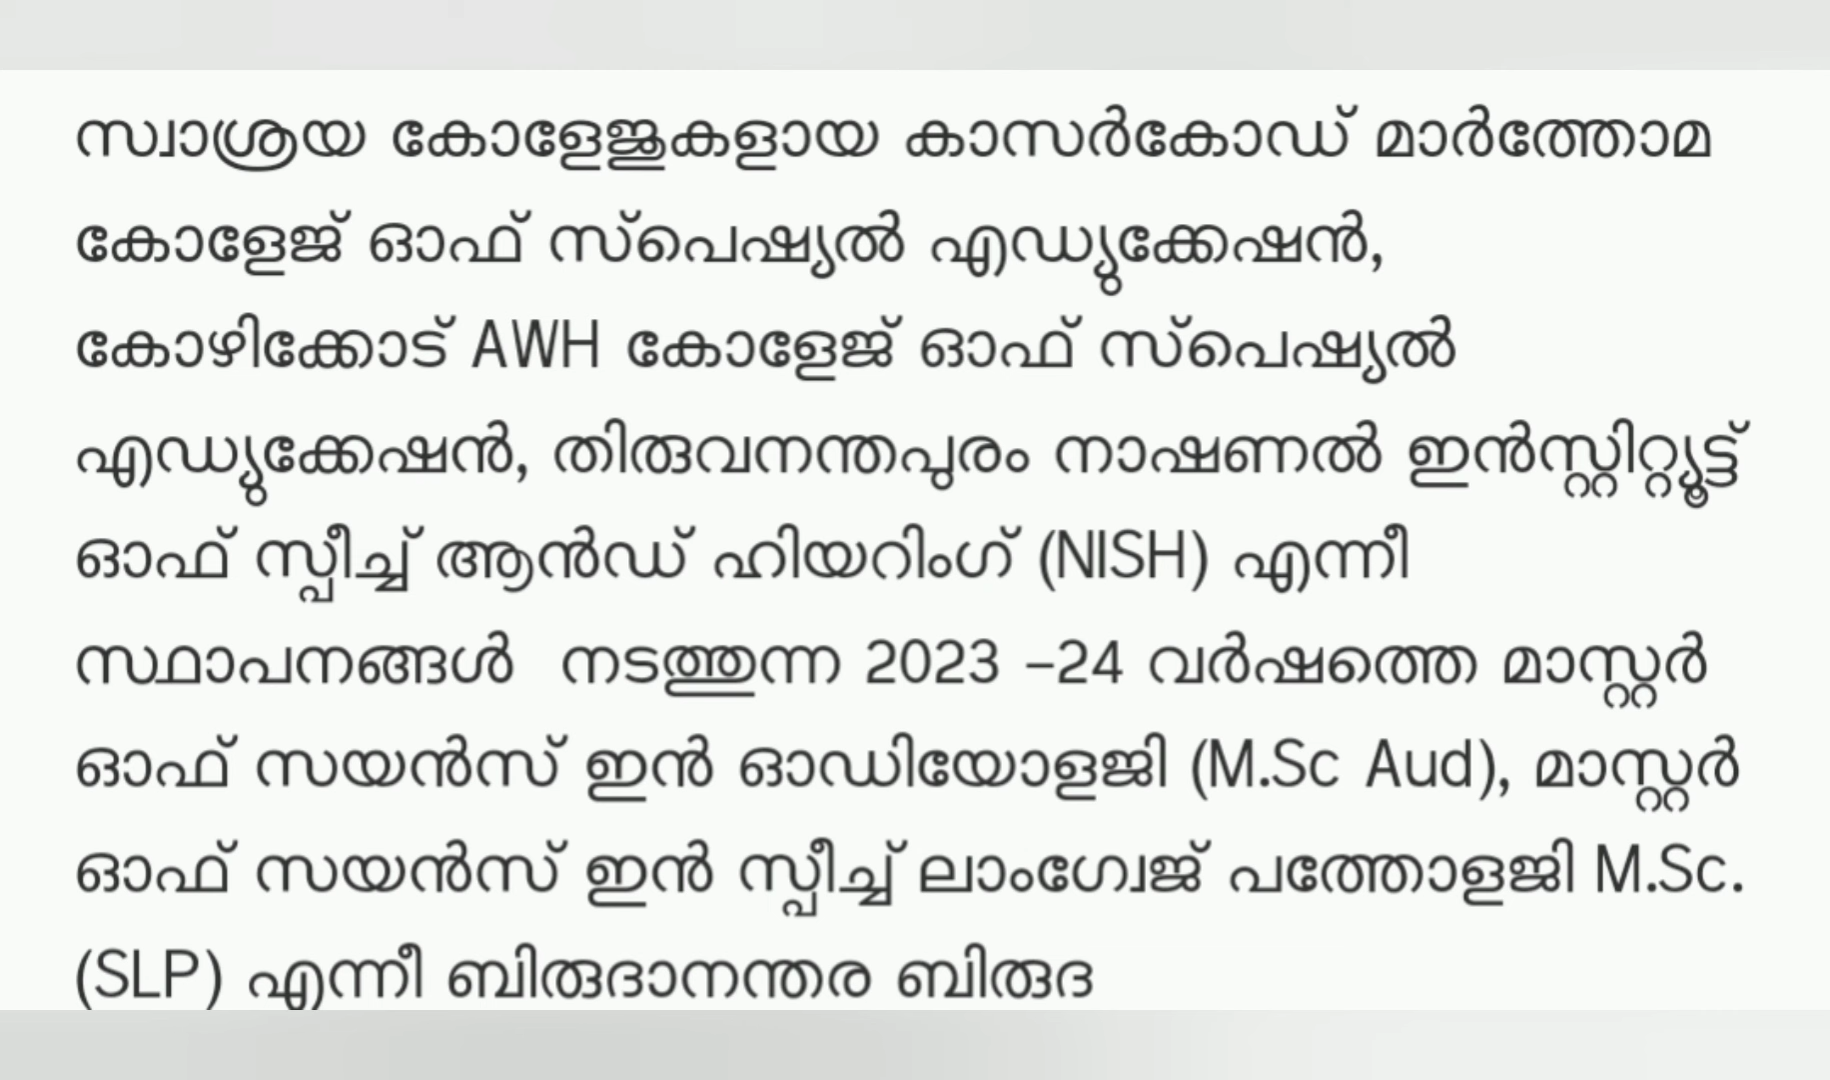 സ്വാശ്രയ കോളേജുകളായ കാസർകോഡ് മാർത്തോമ
കോളേജ് ഓഫ് സ്പെഷ്യൽ എഡ്യുക്കേഷൻ,
കോഴിക്കോട് AWH കോളേജ് ഓഫ് സ്പെഷ്യൽ
എഡ്യുക്കേഷൻ, തിരുവനന്തപുരം നാഷണൽ ഇൻസ്റ്റിറ്റ്യൂട്ട്
ഓഫ് സ്പീച്ച് ആൻഡ് ഹിയറിംഗ് (NISH) എന്നീ
സ്ഥാപനങ്ങൾ നടത്തുന്ന 2023 –24 വർഷത്തെ മാസ്റ്റർ
ഓഫ് സയൻസ് ഇൻ ഓഡിയോളജി (M.Sc Aud), മാസ്റ്റർ
ഓഫ് സയൻസ് ഇൻ സ്പീച്ച് ലാംഗ്വേജ് പത്തോളജി M.Sc.
(SLP) എന്നീ ബിരുദാനന്തര ബിരുദ